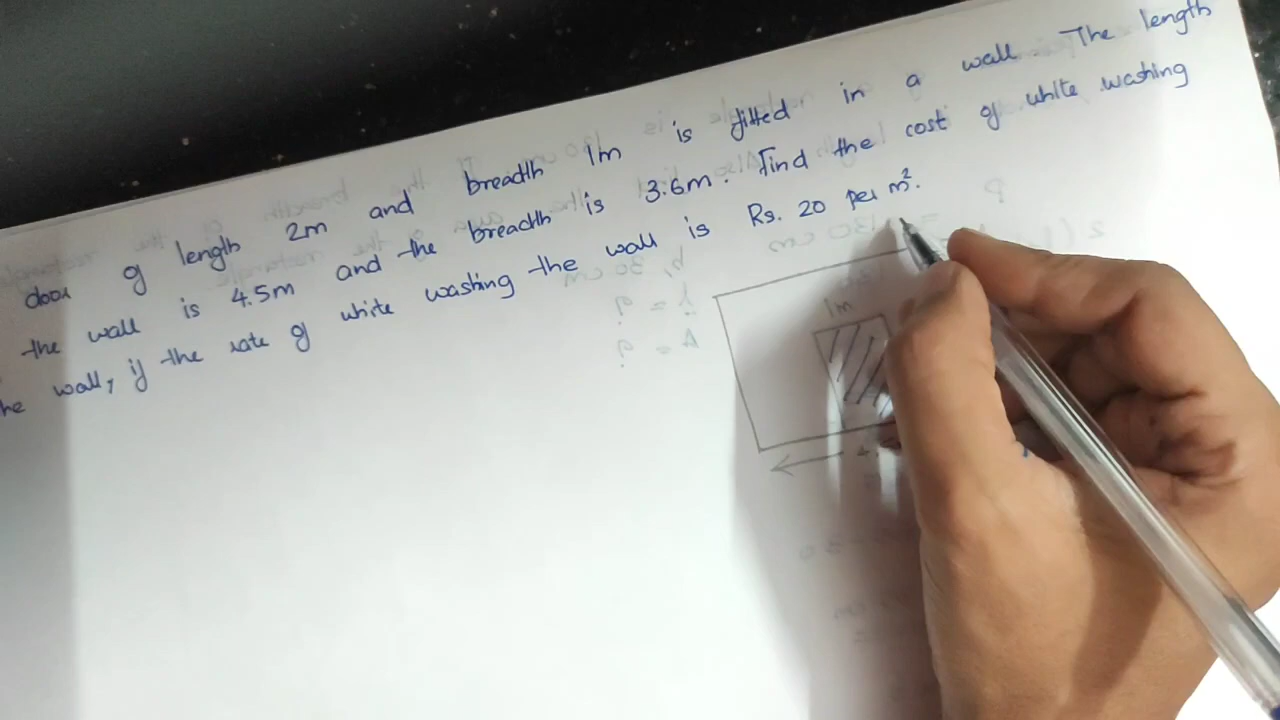 door of length 2m and breadth 1m is fitted in a wall. The length
the wall is 4.5m and the breadth is 3.6m. Find the cost of white washing
he wall, if the rate of white washing the wall is Rs. 20 per m².
1m
4.